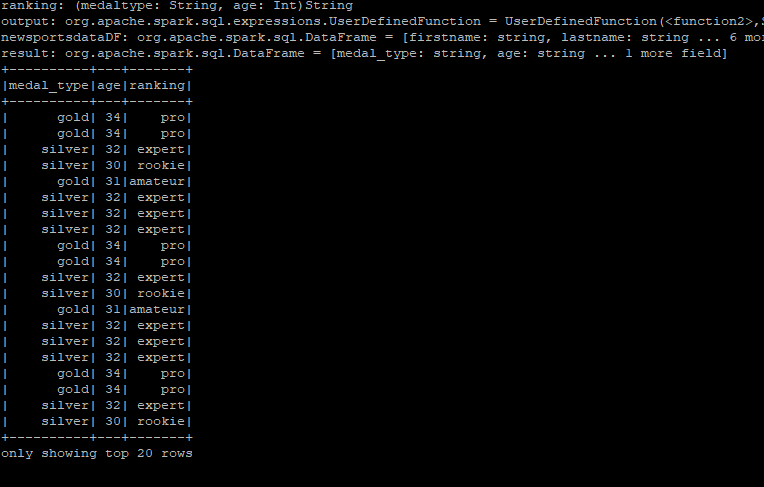 ranking: (medaltype: String, age: Int)String
output: org.apache.spark.sql.expressions.UserDefinedFunction = UserDefinedFunction(<function2>,S
newsportsdataDF: org.apache.spark.sql.DataFrame = [firstname: string, lastname: string ... 6 mo
result: org.apache.spark.sql.DataFrame = [medal_type: string, age: string ... 1 more field]
+----------+---+-------+
|medal_type|age|ranking|
+----------+---+-------+
|      gold| 34|    pro|
|      gold| 34|    pro|
|    silver| 32| expert|
|    silver| 30| rookie|
|      gold| 31|amateur|
|    silver| 32| expert|
|    silver| 32| expert|
|    silver| 32| expert|
|      gold| 34|    pro|
|      gold| 34|    pro|
|    silver| 32| expert|
|    silver| 30| rookie|
|      gold| 31|amateur|
|    silver| 32| expert|
|    silver| 32| expert|
|    silver| 32| expert|
|      gold| 34|    pro|
|      gold| 34|    pro|
|    silver| 32| expert|
|    silver| 30| rookie|
+----------+---+-------+
only showing top 20 rows